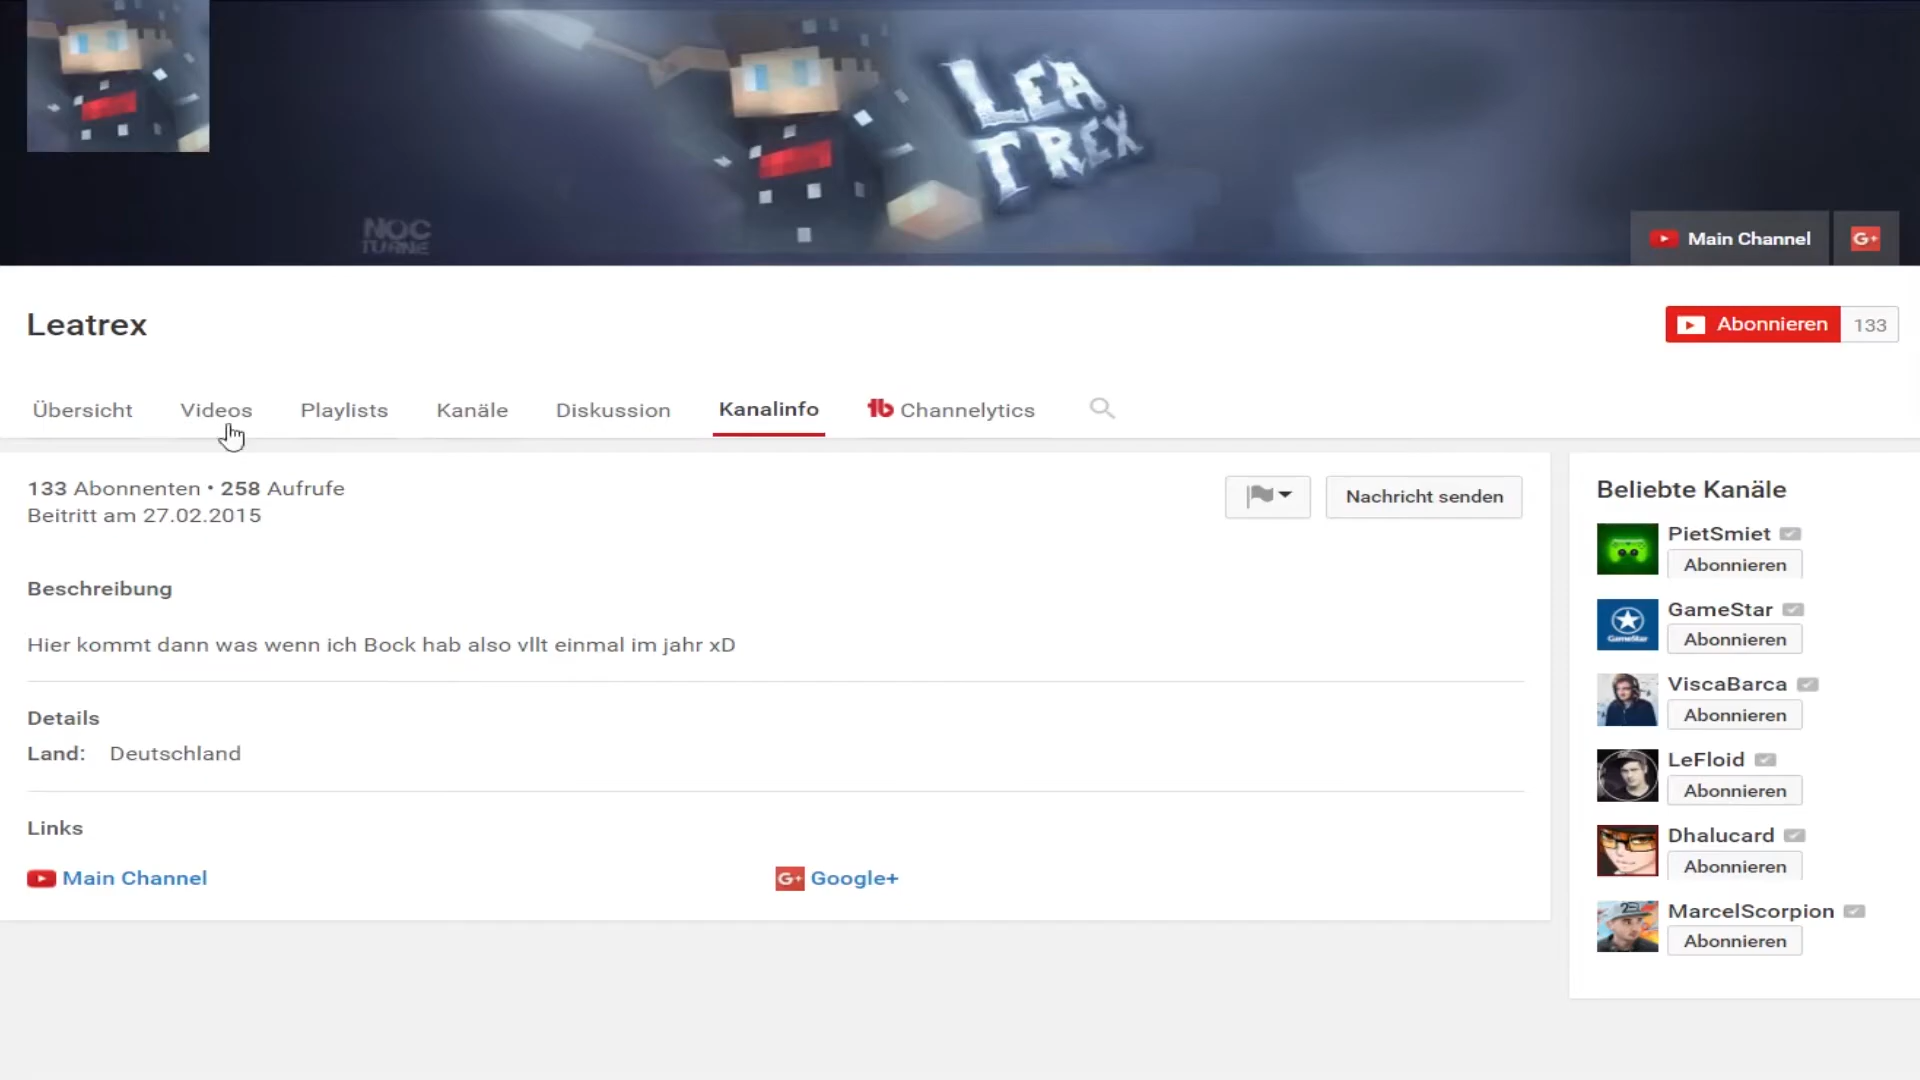 LEA
TREX
NOC
TURNE
Main Channel
G+
Leatrex
Abonnieren 133
Übersicht Videos Playlists Kanäle Diskussion Kanalinfo tb Channelytics
133 Abonnenten • 258 Aufrufe
Beitritt am 27.02.2015
Nachricht senden
Beschreibung
Hier kommt dann was wenn ich Bock hab also vllt einmal im jahr xD
Details
Land: Deutschland
Links
Main Channel
G+ Google+
Beliebte Kanäle
PietSmiet
Abonnieren
GameStar
GameStar
Abonnieren
ViscaBarca
Abonnieren
LeFloid
Abonnieren
Dhalucard
Abonnieren
MarcelScorpion
Abonnieren